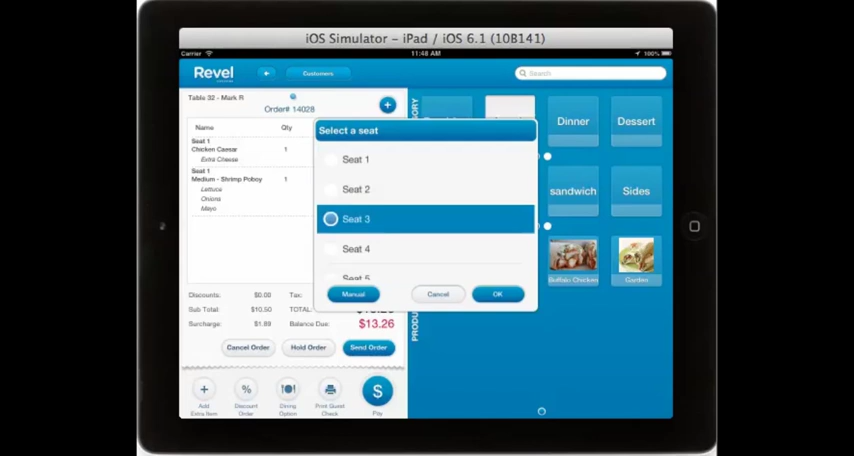 iOS Simulator – iPad / iOS 6.1 (10B141)
Carrier 11:48 AM 100%
Revel
Customers
Search
Table 32 - Mark R
Order# 14028
Name Qty
Seat 1
Chicken Caesar 1
Extra Cheese
Seat 1
Medium - Shrimp Poboy 1
Lettuce
Onions
Mayo
Select a seat
Seat 1
Seat 2
Seat 3
Seat 4
Seat 5
Manual
Cancel
OK
Dinner
Dessert
sandwich
Sides
Buffalo Chicken
Garden
Discounts: $0.00 Tax:
Sub Total: $10.50 TOTAL:
Surcharge: $1.89 Balance Due: $13.26
Cancel Order
Hold Order
Send Order
Add Extra Item
% Discount Order
Dining Option
Print Guest Check
$ Pay